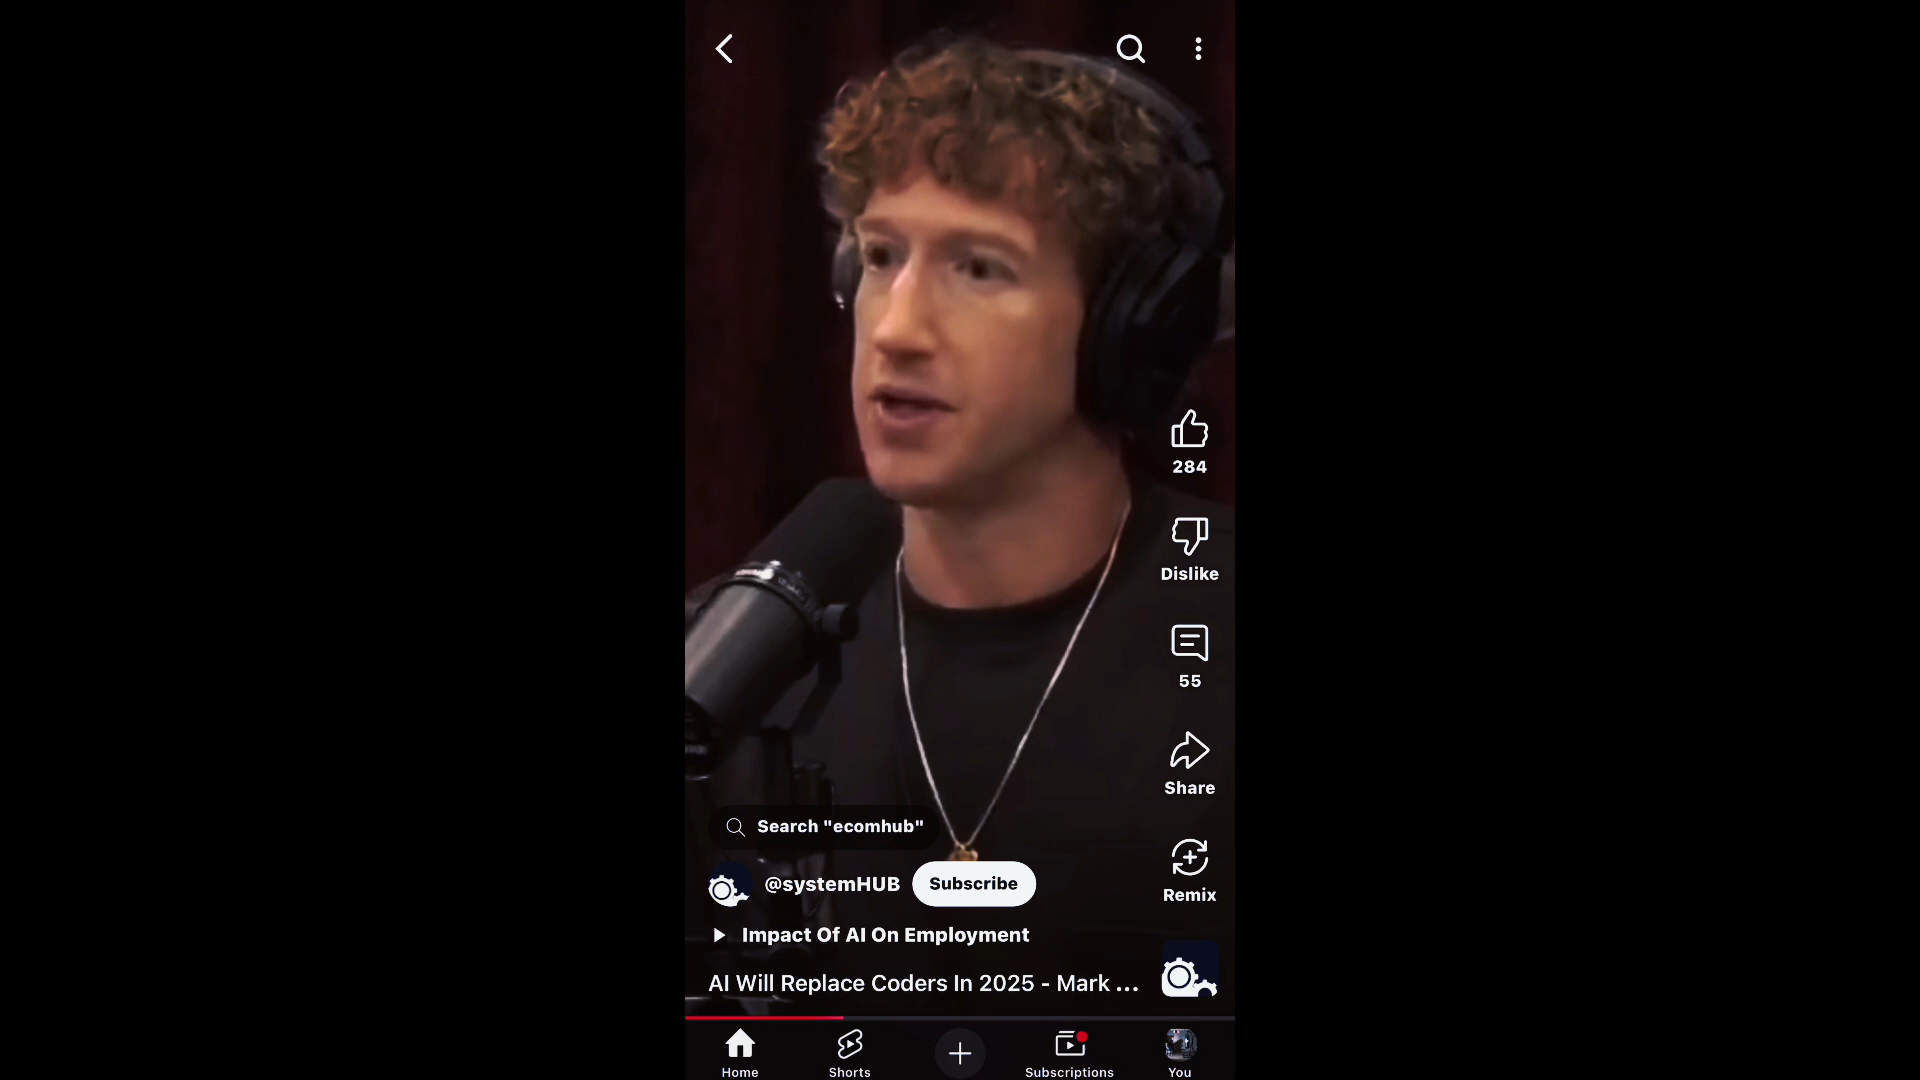 284
Dislike
55
Share
Search "ecomhub"
@systemHUB
Subscribe
Remix
Impact Of AI On Employment
AI Will Replace Coders In 2025 - Mark ...
Home
Shorts
Subscriptions
You